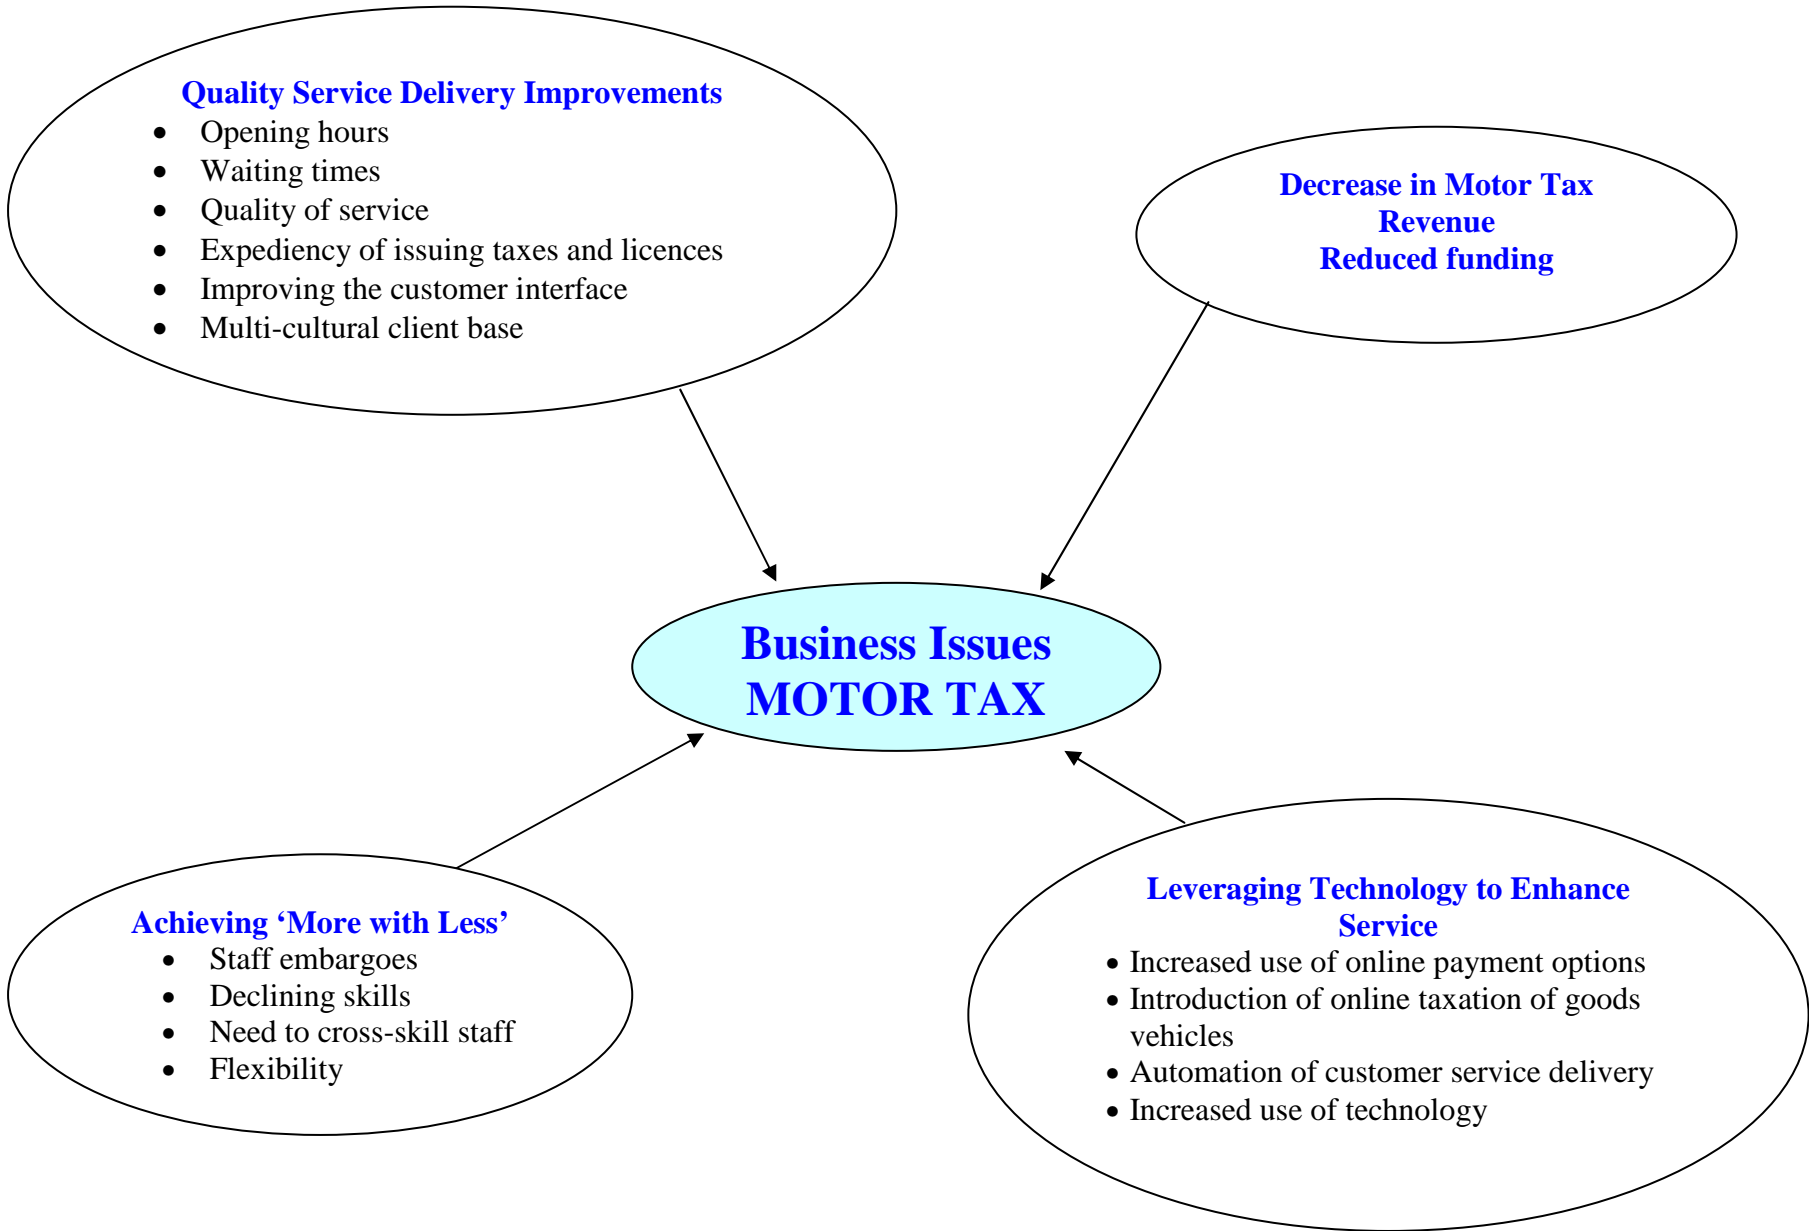 Quality Service Delivery Improvements
• Opening hours
• Waiting times
• Quality of service
• Expediency of issuing taxes and licences
• Improving the customer interface
• Multi-cultural client base
Decrease in Motor Tax
Revenue
Reduced funding
Business Issues
MOTOR TAX
Achieving ‘More with Less’
• Staff embargoes
• Declining skills
• Need to cross-skill staff
• Flexibility
Leveraging Technology to Enhance
Service
• Increased use of online payment options
• Introduction of online taxation of goods
vehicles
• Automation of customer service delivery
• Increased use of technology